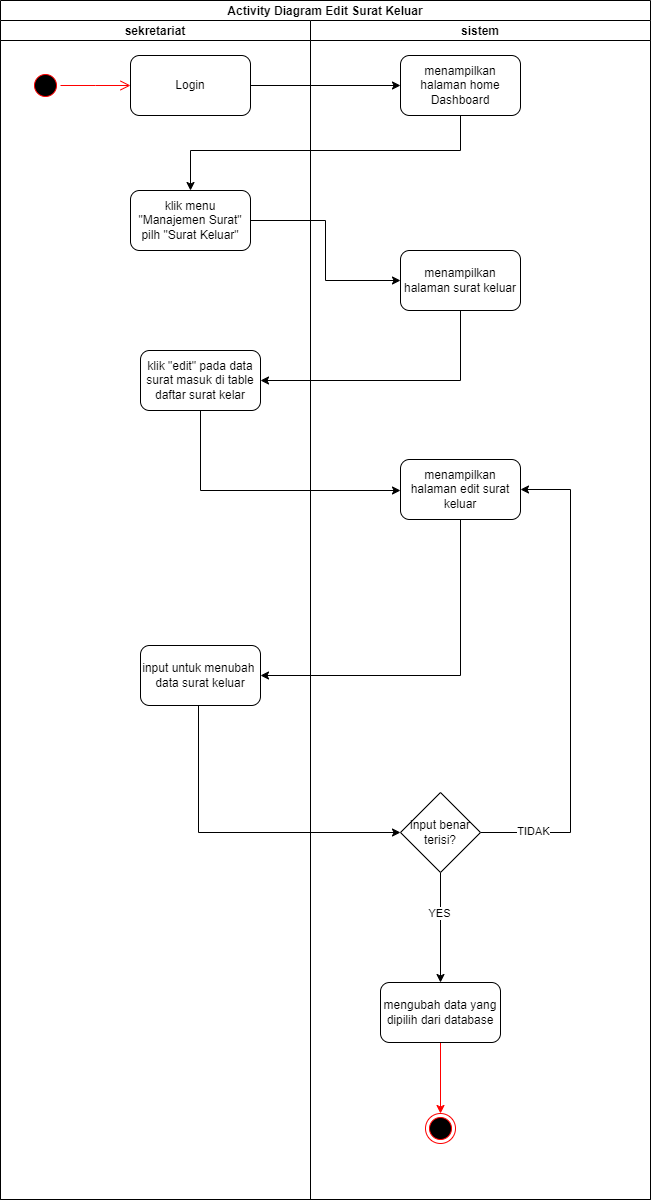 Activity Diagram Edit Surat Keluar
sekretariat
sistem
Login
menampilkan
halaman home
Dashboard
klik menu
"Manajemen Surat"
pilh "Surat Keluar"
menampilkan
halaman surat keluar
klik "edit" pada data
surat masuk di table
daftar surat kelar
menampilkan
halaman edit surat
keluar
input untuk menubah
data surat keluar
input benar
terisi?
TIDAK
YES
mengubah data yang
dipilih dari database